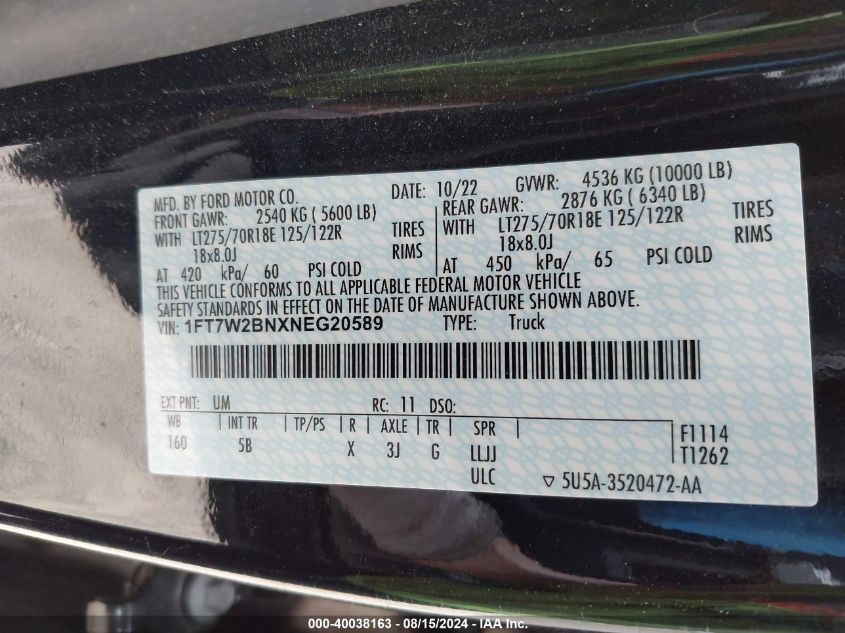 MFD. BY FORD MOTOR CO. DATE: 10/22 GVWR: 4536 KG (10000 LB)
FRONT GAWR: 2540 KG ( 5600 LB) REAR GAWR: 2876 KG ( 6340 LB)
WITH LT275/70R18E 125/122R TIRES WITH LT275/70R18E 125/122R TIRES
18x8.0J RIMS 18x8.0J RIMS
AT 420 kPa/ 60 PSI COLD AT 450 kPa/ 65 PSI COLD
THIS VEHICLE CONFORMS TO ALL APPLICABLE FEDERAL MOTOR VEHICLE
SAFETY STANDARDS IN EFFECT ON THE DATE OF MANUFACTURE SHOWN ABOVE.
VIN: 1FT7W2BNXNEG20589 TYPE: Truck
EXT PNT: UM RC: 11 DSO:
WB INT TR TP/PS R AXLE TR SPR F1114
160 5B X 3J G LLJJ T1262
ULC 5U5A-3520472-AA
000-40038163 - 08/15/2024 - IAA Inc.